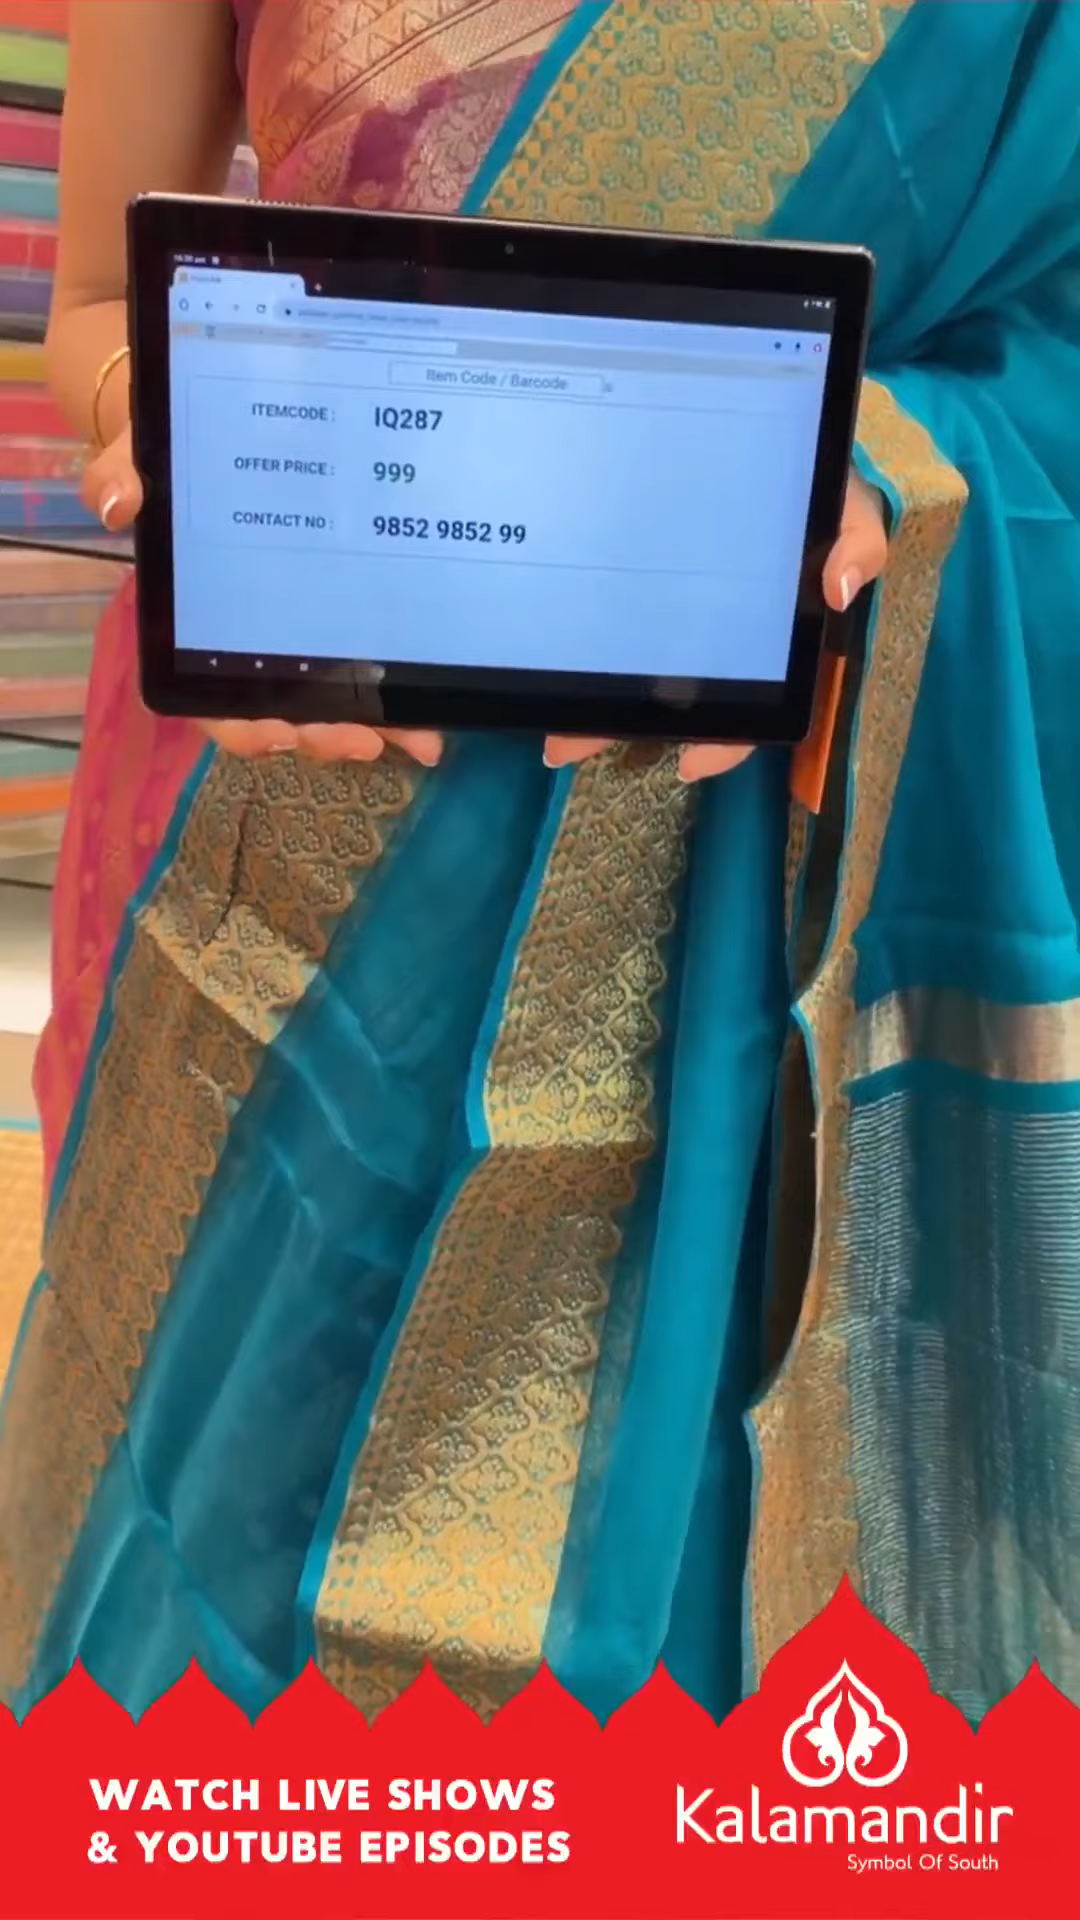 Item Code / Barcode
ITEMCODE : IQ287
OFFER PRICE : 999
CONTACT NO : 9852 9852 99
WATCH LIVE SHOWS
& YOUTUBE EPISODES
Kalamandir
Symbol Of South